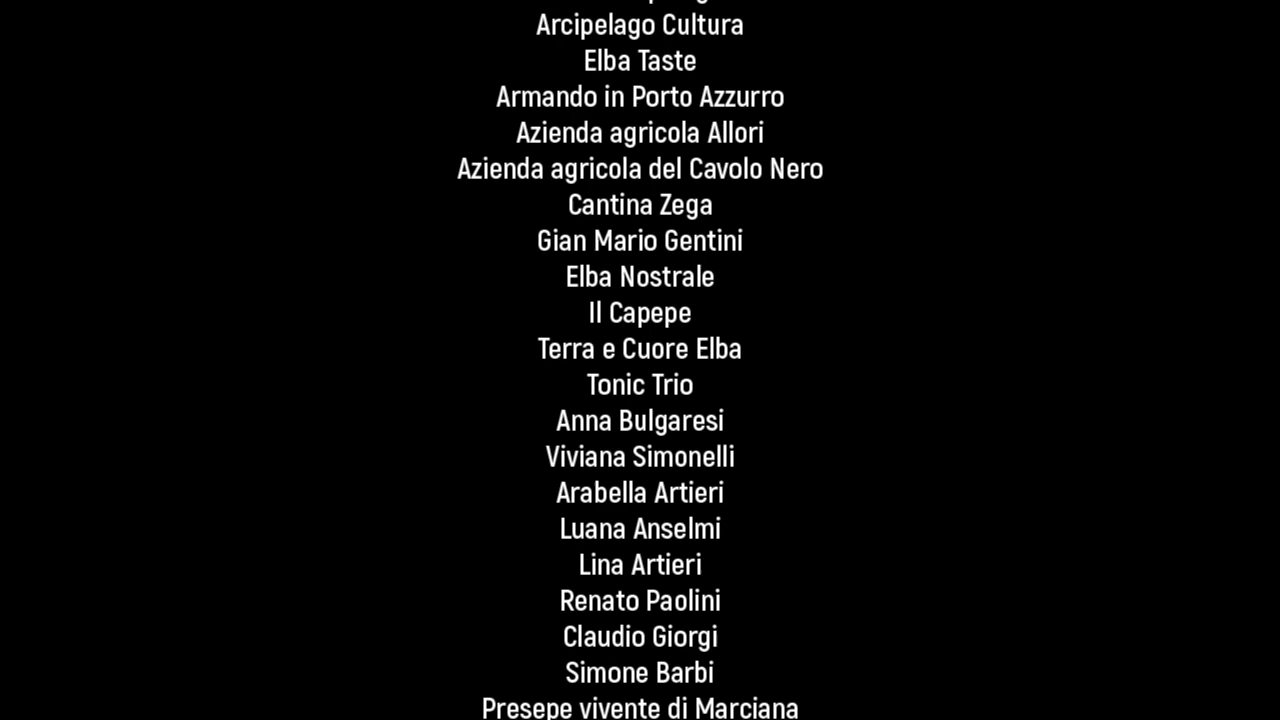 Arcipelago Cultura
Elba Taste
Armando in Porto Azzurro
Azienda agricola Allori
Azienda agricola del Cavolo Nero
Cantina Zega
Gian Mario Gentini
Elba Nostrale
Il Capepe
Terra e Cuore Elba
Tonic Trio
Anna Bulgaresi
Viviana Simonelli
Arabella Artieri
Luana Anselmi
Lina Artieri
Renato Paolini
Claudio Giorgi
Simone Barbi
Presepe vivente di Marciana